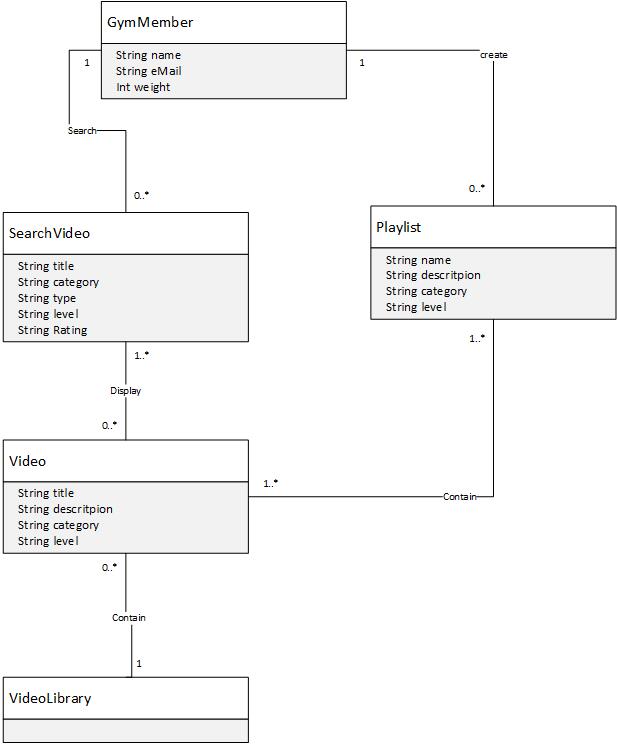 GymMember
String name
String eMail
Int weight
1
1
create
Search
0..*
0..*
SearchVideo
String title
String category
String type
String level
String Rating
Playlist
String name
String descritpion
String category
String level
1..*
1..*
Display
0..*
Video
String title
String descritpion
String category
String level
1..*
Contain
0..*
Contain
1
VideoLibrary